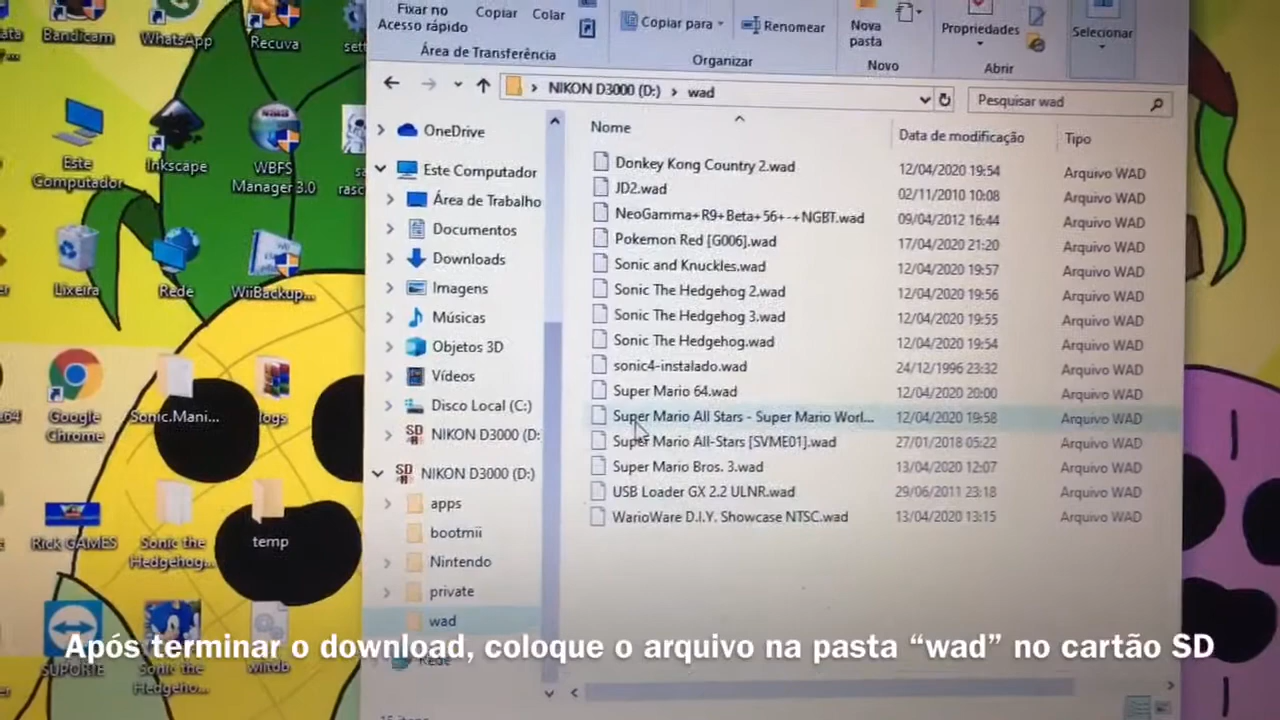 Bandicam
WhatsApp
Recuva
Este
Computador
Inkscape
WBFS
Manager 3.0
Lixeira
Rede
WiiBackup...
Google
Chrome
Sonic.Mani...
logs
Rick GAMES
Sonic the
Hedgehog...
temp
SUPORTE
Sonic the
Hedgeho...
wiitdb
Fixar no
Acesso rápido
Copiar
Colar
Área de Transferência
Copiar para
Renomear
Organizar
Nova
pasta
Novo
Propriedades
Abrir
Selecionar
NIKON D3000 (D:) > wad
Pesquisar wad
OneDrive
Este Computador
Área de Trabalho
Documentos
Downloads
Imagens
Músicas
Objetos 3D
Vídeos
Disco Local (C:)
NIKON D3000 (D:
NIKON D3000 (D:)
apps
bootmii
Nintendo
private
wad
Rede
Nome Data de modificação Tipo
Donkey Kong Country 2.wad 12/04/2020 19:54 Arquivo WAD
JD2.wad 02/11/2010 10:08 Arquivo WAD
NeoGamma+R9+Beta+56+-+NGBT.wad 09/04/2012 16:44 Arquivo WAD
Pokemon Red [G006].wad 17/04/2020 21:20 Arquivo WAD
Sonic and Knuckles.wad 12/04/2020 19:57 Arquivo WAD
Sonic The Hedgehog 2.wad 12/04/2020 19:56 Arquivo WAD
Sonic The Hedgehog 3.wad 12/04/2020 19:55 Arquivo WAD
Sonic The Hedgehog.wad 12/04/2020 19:54 Arquivo WAD
sonic4-instalado.wad 24/12/1996 23:32 Arquivo WAD
Super Mario 64.wad 12/04/2020 20:00 Arquivo WAD
Super Mario All Stars - Super Mario Worl... 12/04/2020 19:58 Arquivo WAD
Super Mario All-Stars [SVME01].wad 27/01/2018 05:22 Arquivo WAD
Super Mario Bros. 3.wad 13/04/2020 12:07 Arquivo WAD
USB Loader GX 2.2 ULNR.wad 29/06/2011 23:18 Arquivo WAD
WarioWare D.I.Y. Showcase NTSC.wad 13/04/2020 13:15 Arquivo WAD
Após terminar o download, coloque o arquivo na pasta “wad” no cartão SD